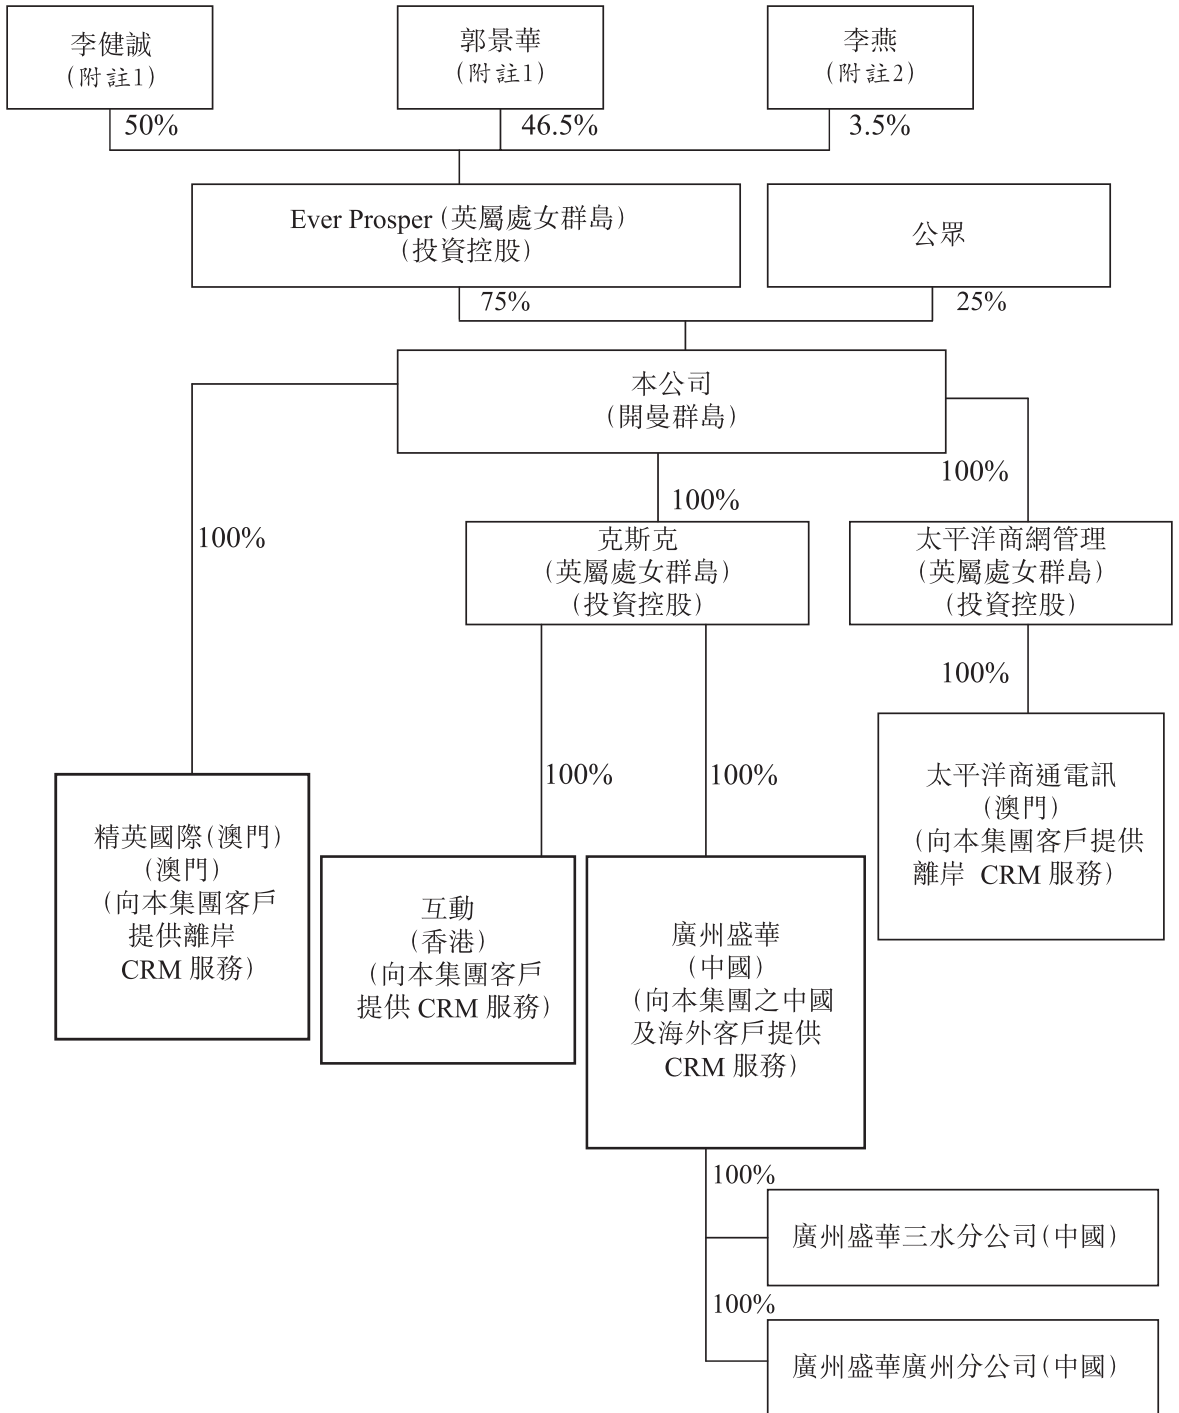 李健誠
（附註1）
郭景華
（附註1）
李燕
（附註2）
50%
46.5%
3.5%
Ever Prosper（英屬處女群島）
（投資控股）
公眾
75%
25%
本公司
（開曼群島）
100%
100%
100%
克斯克
（英屬處女群島）
（投資控股）
太平洋商網管理
（英屬處女群島）
（投資控股）
100%
100%
100%
精英國際（澳門）
（澳門）
（向本集團客戶
提供離岸
CRM 服務）
互動
（香港）
（向本集團客戶
提供 CRM 服務）
廣州盛華
（中國）
（向本集團之中國
及海外客戶提供
CRM 服務）
太平洋商通電訊
（澳門）
（向本集團客戶提供
離岸 CRM 服務）
100%
廣州盛華三水分公司（中國）
100%
廣州盛華廣州分公司（中國）